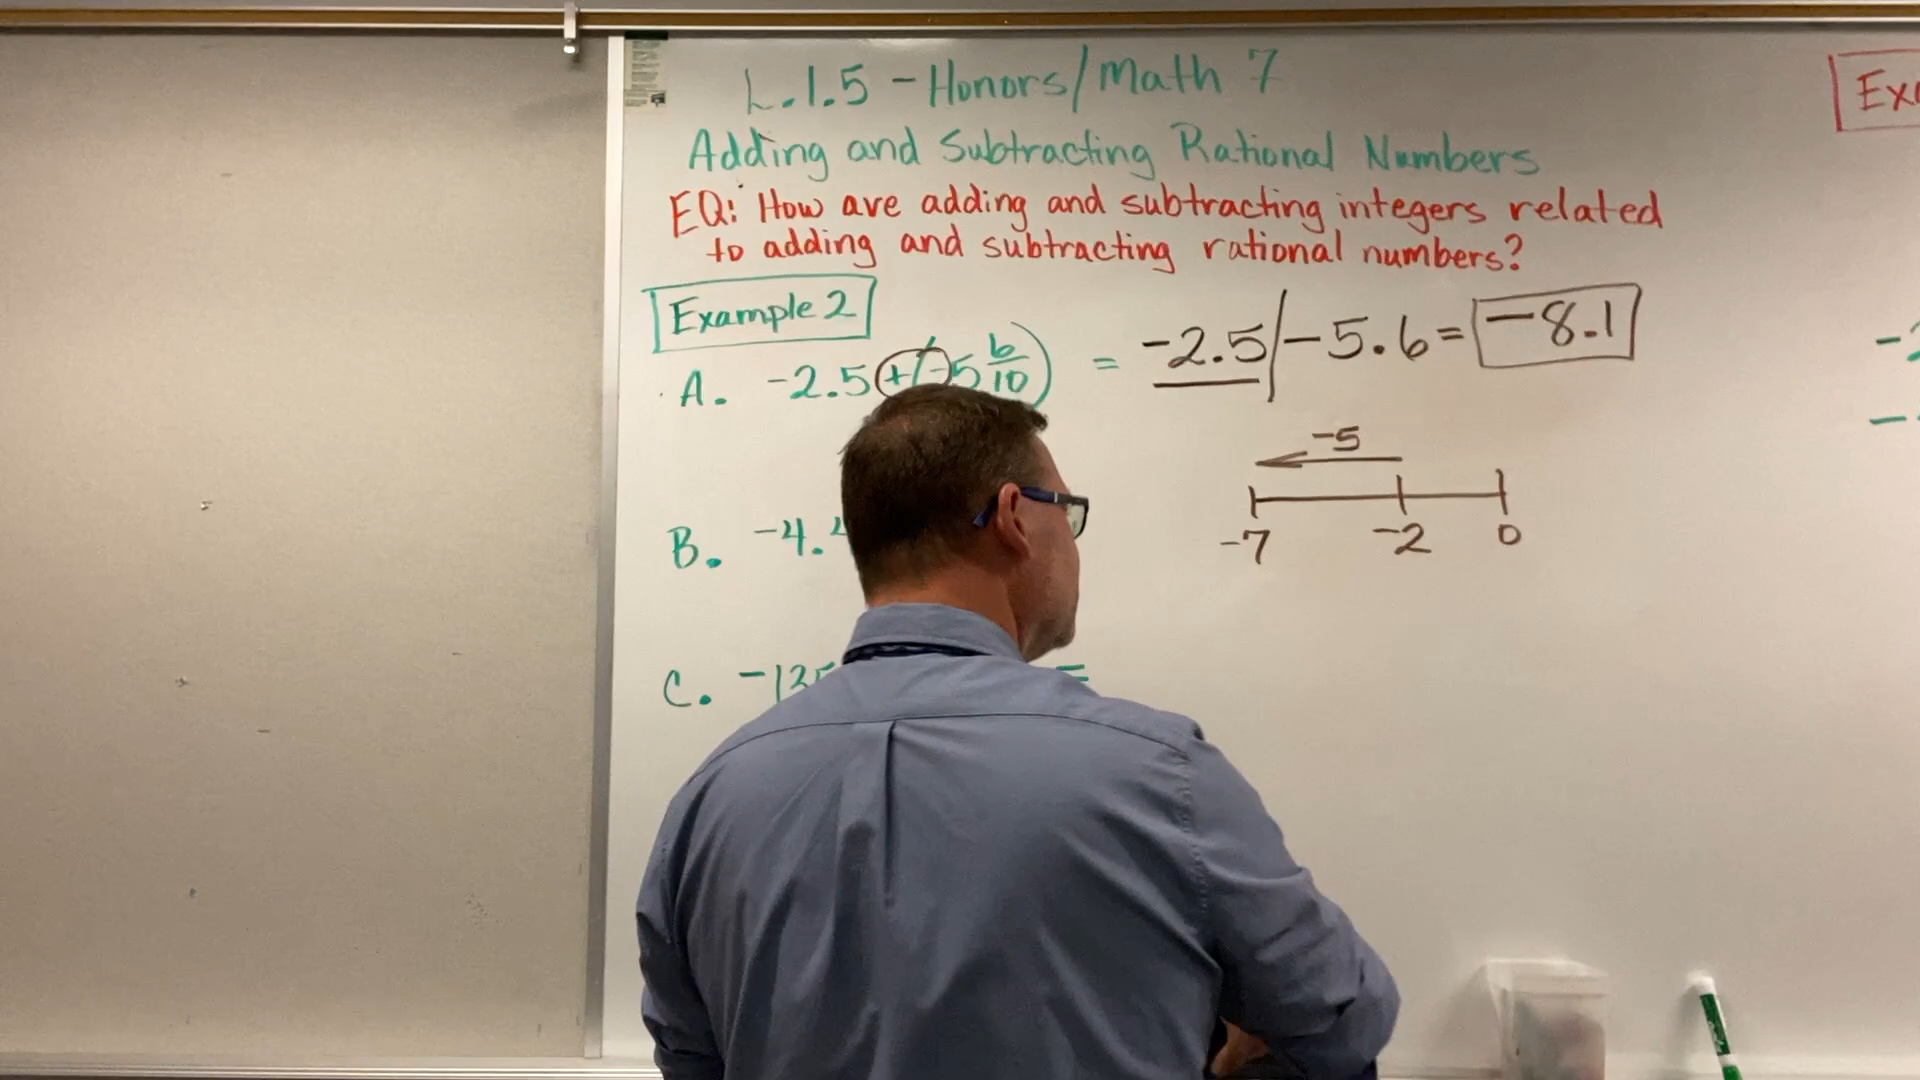 L.1.5 - Honors/Math 7
Adding and Subtracting Rational Numbers
EQ: How are adding and subtracting integers related
to adding and subtracting rational numbers?
Example 2
A. -2.5 + (-5 6/10) = -2.5 | -5.6 = -8.1
-5
-7 -2 0
B. -4.
C. -135 =